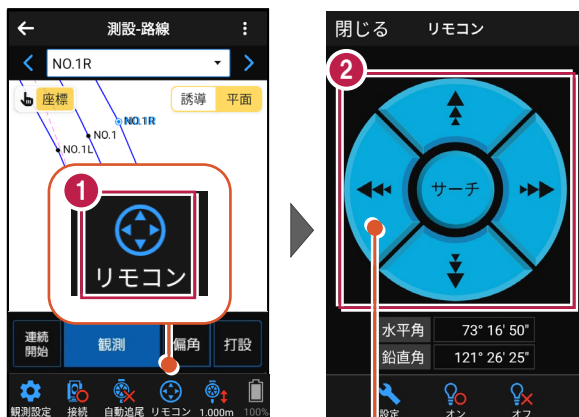 測設-路線
NO.1R
座標
誘導 平面
NO.1R
NO.1
NO.1L
1
リモコン
連続
開始
観測
偏角
打設
観測設定 接続 自動追尾 リモコン 1.000m 100%
閉じる リモコン
2
サーチ
水平角 73° 16' 50"
鉛直角 121° 26' 25"
設定 オン オフ